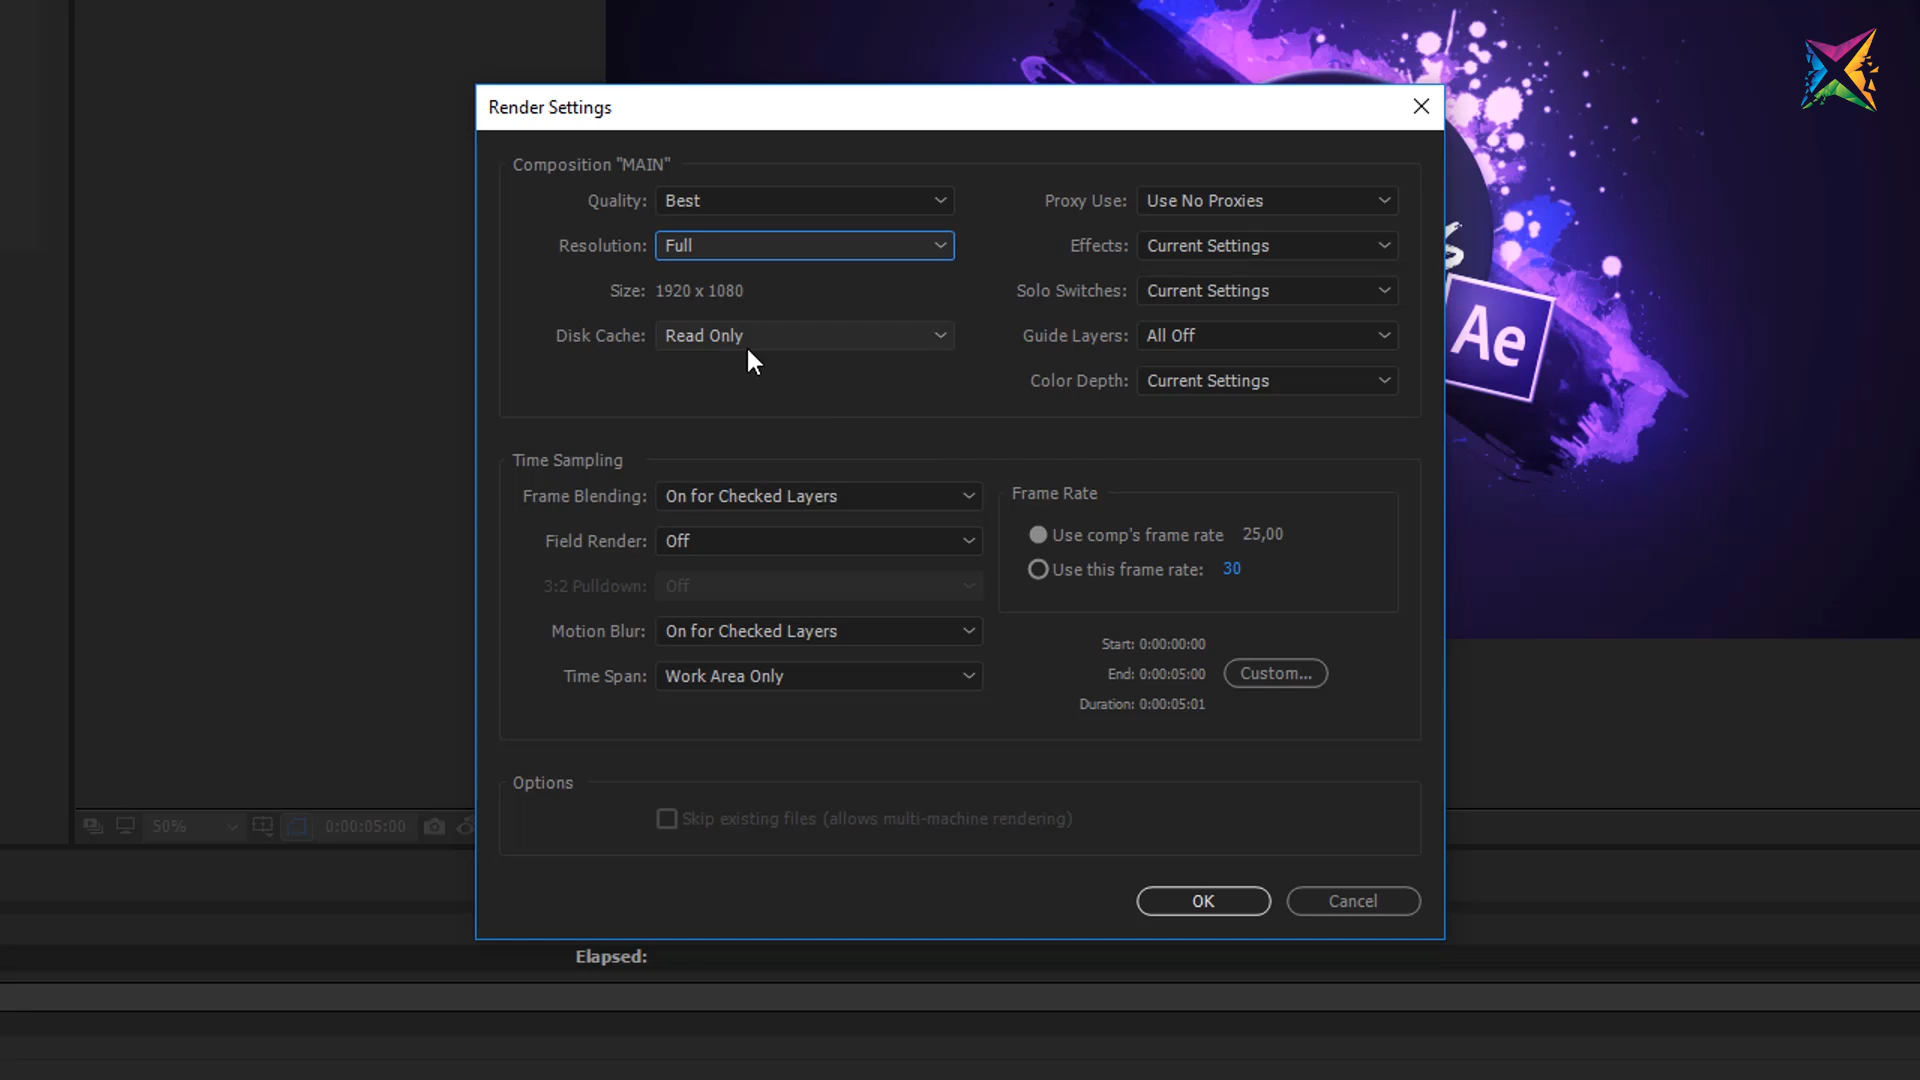 Render Settings
Composition "MAIN"
Quality: Best
Resolution: Full
Size: 1920 x 1080
Disk Cache: Read Only
Proxy Use: Use No Proxies
Effects: Current Settings
Solo Switches: Current Settings
Guide Layers: All Off
Color Depth: Current Settings
Time Sampling
Frame Blending: On for Checked Layers
Field Render: Off
3:2 Pulldown: Off
Motion Blur: On for Checked Layers
Time Span: Work Area Only
Frame Rate
Use comp's frame rate 25,00
Use this frame rate: 30
Start: 0:00:00:00
End: 0:00:05:00
Custom...
Duration: 0:00:05:01
Options
Skip existing files (allows multi-machine rendering)
OK
Cancel
Ae
50%
0:00:05:00
Elapsed: